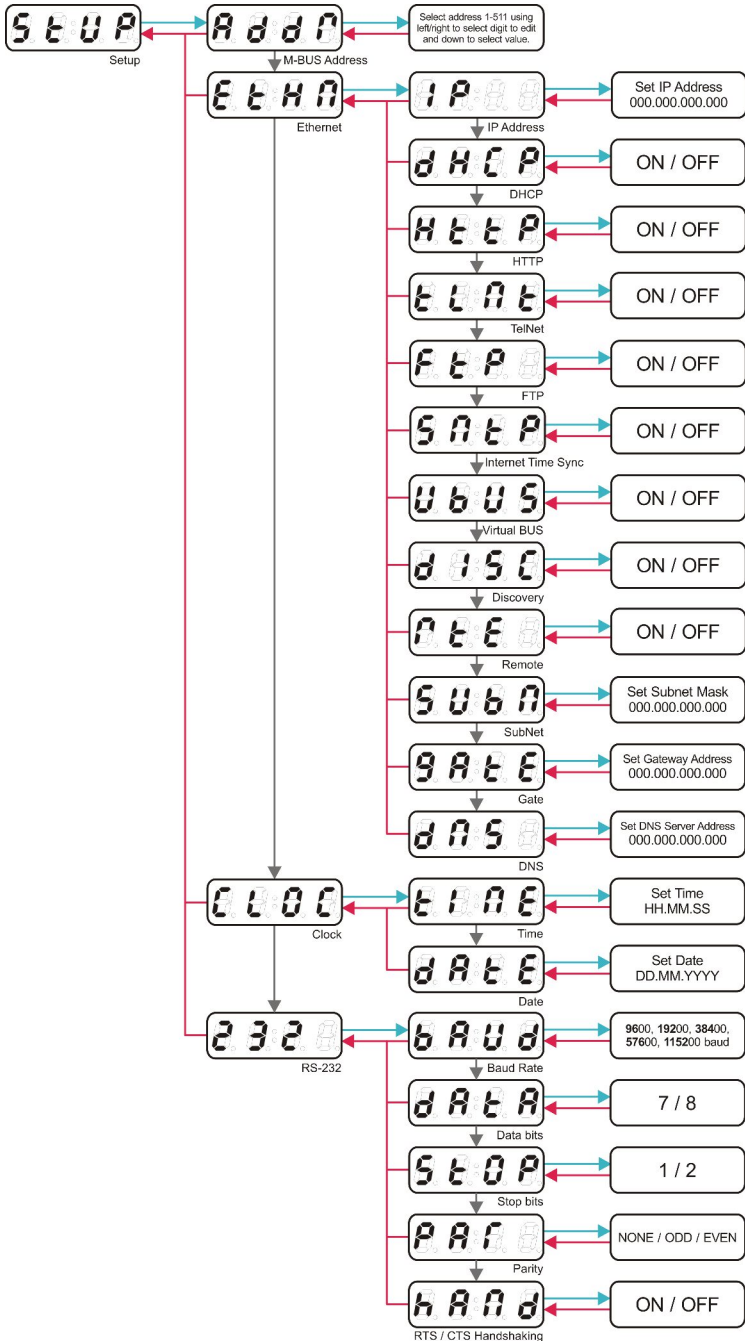 SEtUP
Setup
Addr
M-BUS Address
Select address 1-511 using
left/right to select digit to edit
and down to select value.
EtHn
Ethernet
IP
IP Address
Set IP Address
000.000.000.000
dHCP
DHCP
ON / OFF
HttP
HTTP
ON / OFF
tLnt
TelNet
ON / OFF
FtP
FTP
ON / OFF
SntP
Internet Time Sync
ON / OFF
UbUS
Virtual BUS
ON / OFF
dISC
Discovery
ON / OFF
rtE
Remote
ON / OFF
SUbn
SubNet
Set Subnet Mask
000.000.000.000
gAtE
Gate
Set Gateway Address
000.000.000.000
dnS
DNS
Set DNS Server Address
000.000.000.000
CLOC
Clock
tInE
Time
Set Time
HH.MM.SS
dAtE
Date
Set Date
DD.MM.YYYY
232
RS-232
bAUd
Baud Rate
9600, 19200, 38400,
57600, 115200 baud
dAtA
Data bits
7 / 8
StOP
Stop bits
1 / 2
PAr
Parity
NONE / ODD / EVEN
hAnd
RTS / CTS Handshaking
ON / OFF